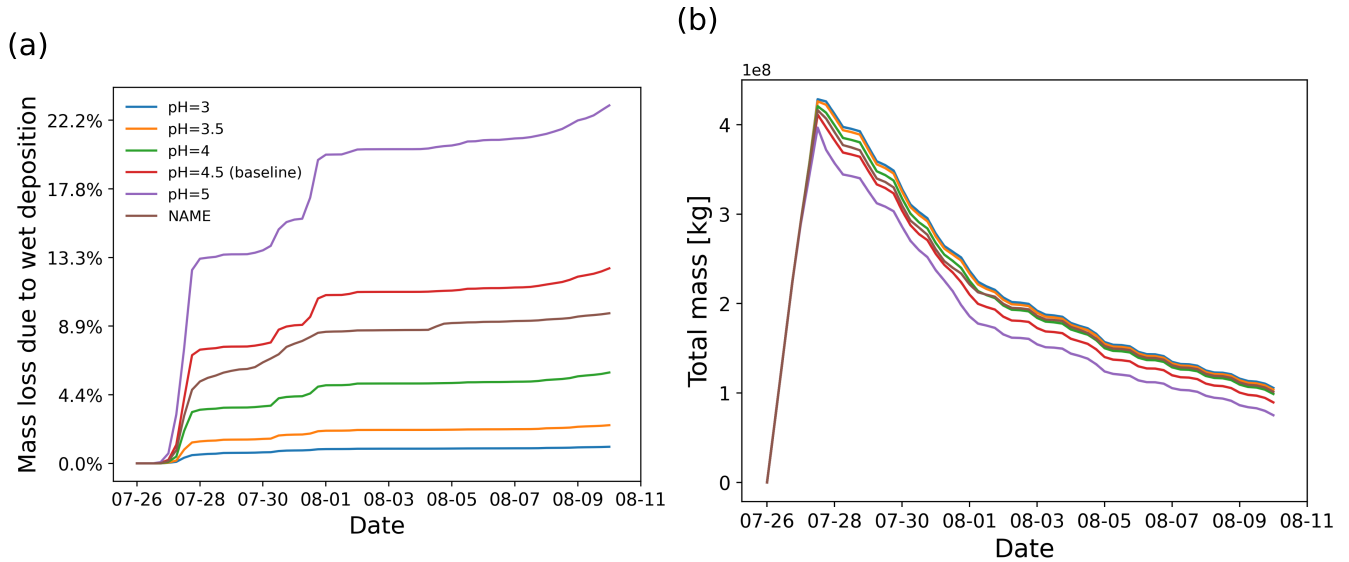 (a)
Mass loss due to wet deposition
22.2%
17.8%
13.3%
8.9%
4.4%
0.0%
pH=3
pH=3.5
pH=4
pH=4.5 (baseline)
pH=5
NAME
07-26 07-28 07-30 08-01 08-03 08-05 08-07 08-09 08-11
Date
(b)
1e8
Total mass [kg]
4
3
2
1
0
07-26 07-28 07-30 08-01 08-03 08-05 08-07 08-09 08-11
Date